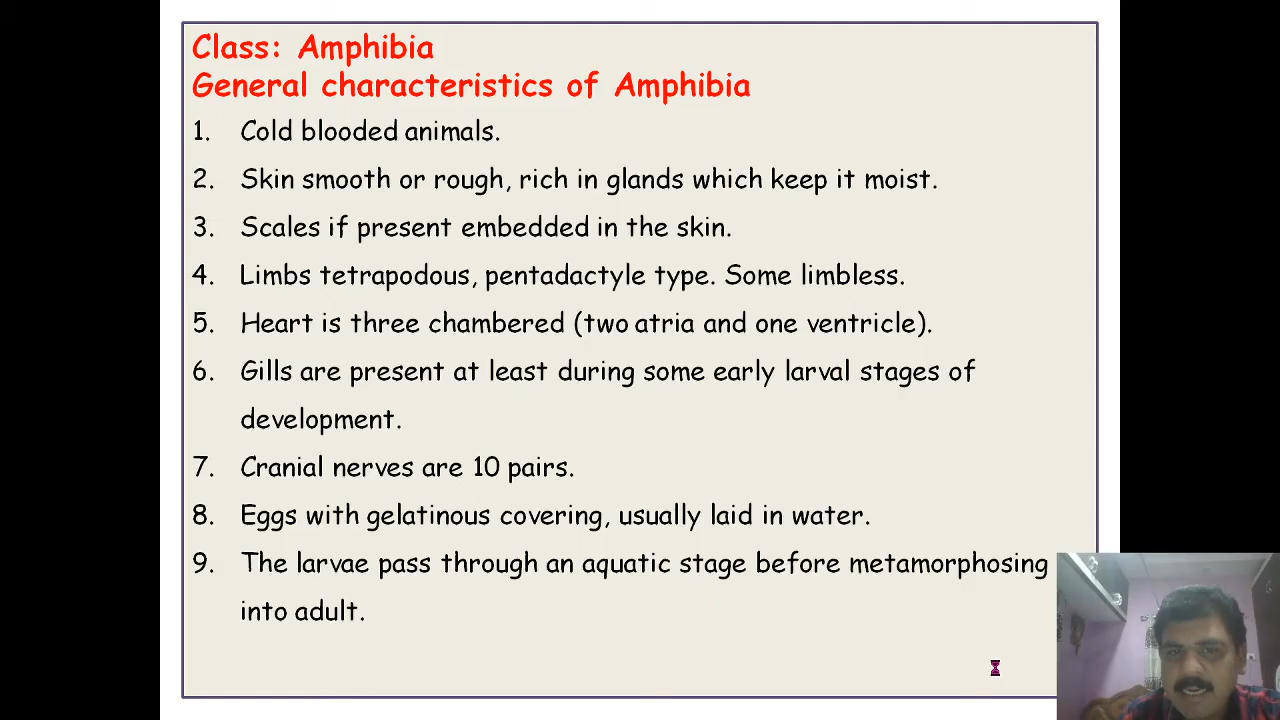 Class: Amphibia
General characteristics of Amphibia
1. Cold blooded animals.
2. Skin smooth or rough, rich in glands which keep it moist.
3. Scales if present embedded in the skin.
4. Limbs tetrapodous, pentadactyle type. Some limbless.
5. Heart is three chambered (two atria and one ventricle).
6. Gills are present at least during some early larval stages of
development.
7. Cranial nerves are 10 pairs.
8. Eggs with gelatinous covering, usually laid in water.
9. The larvae pass through an aquatic stage before metamorphosing
into adult.